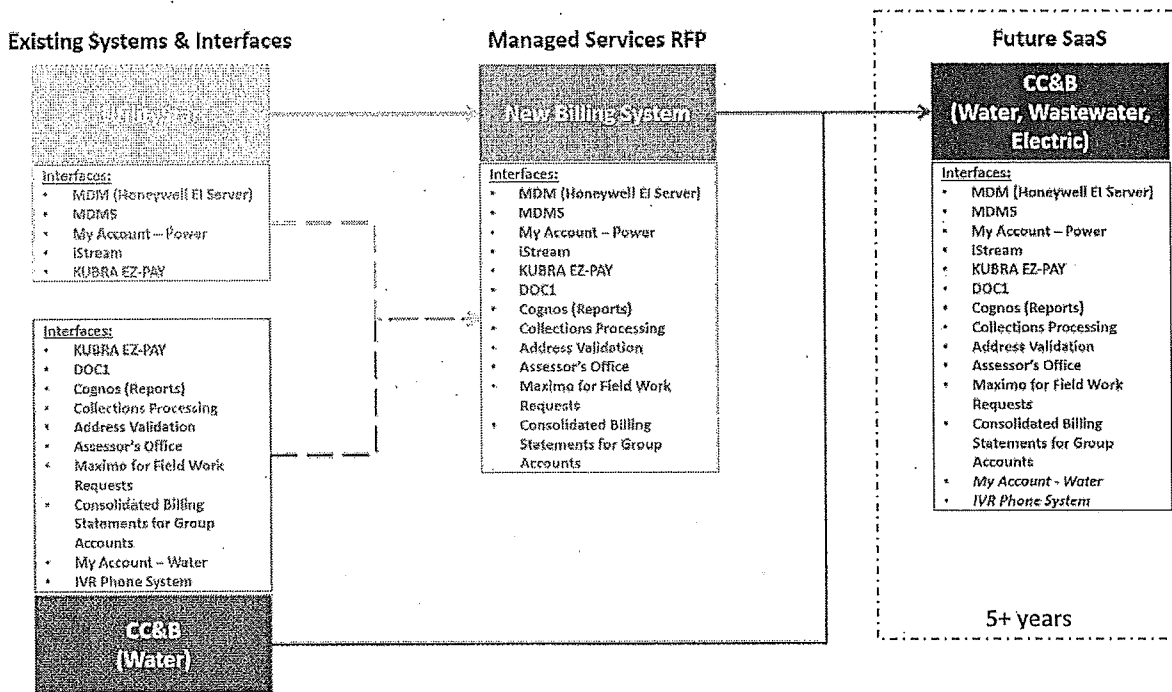 Existing Systems & Interfaces
UtilityStar
Interfaces:
MDM (Honeywell EI Server)
MDMS
My Account – Power
iStream
KUBRA EZ-PAY
Interfaces:
KUBRA EZ-PAY
DOC1
Cognos (Reports)
Collections Processing
Address Validation
Assessor's Office
Maximo for Field Work
Requests
Consolidated Billing
Statements for Group
Accounts
My Account – Water
IVR Phone System
CC&B
(Water)
Managed Services RFP
New Billing System
Interfaces:
MDM (Honeywell EI Server)
MDMS
My Account – Power
iStream
KUBRA EZ-PAY
DOC1
Cognos (Reports)
Collections Processing
Address Validation
Assessor's Office
Maximo for Field Work
Requests
Consolidated Billing
Statements for Group
Accounts
Future SaaS
CC&B
(Water, Wastewater,
Electric)
Interfaces:
MDM (Honeywell EI Server)
MDMS
My Account – Power
iStream
KUBRA EZ-PAY
DOC1
Cognos (Reports)
Collections Processing
Address Validation
Assessor's Office
Maximo for Field Work
Requests
Consolidated Billing
Statements for Group
Accounts
My Account - Water
IVR Phone System
5+ years